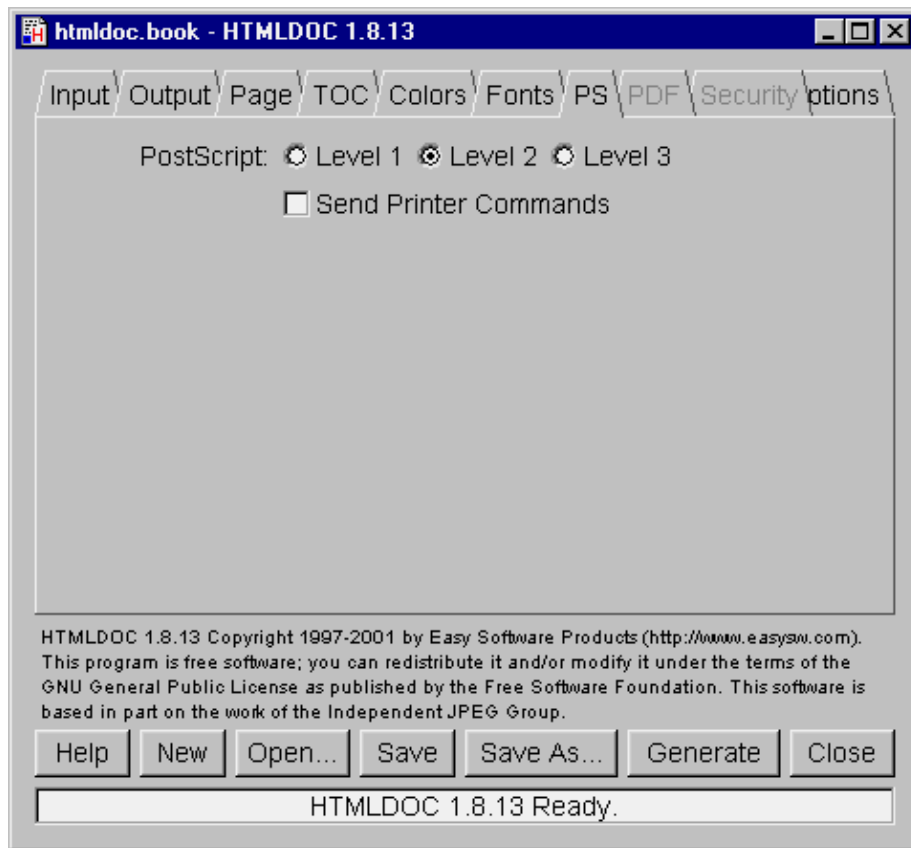 htmldoc.book - HTMLDOC 1.8.13
Input Output Page TOC Colors Fonts PS PDF Security ptions
PostScript: Level 1 Level 2 Level 3
Send Printer Commands
HTMLDOC 1.8.13 Copyright 1997-2001 by Easy Software Products (http://www.easysw.com).
This program is free software; you can redistribute it and/or modify it under the terms of the
GNU General Public License as published by the Free Software Foundation. This software is
based in part on the work of the Independent JPEG Group.
Help New Open... Save Save As... Generate Close
HTMLDOC 1.8.13 Ready.